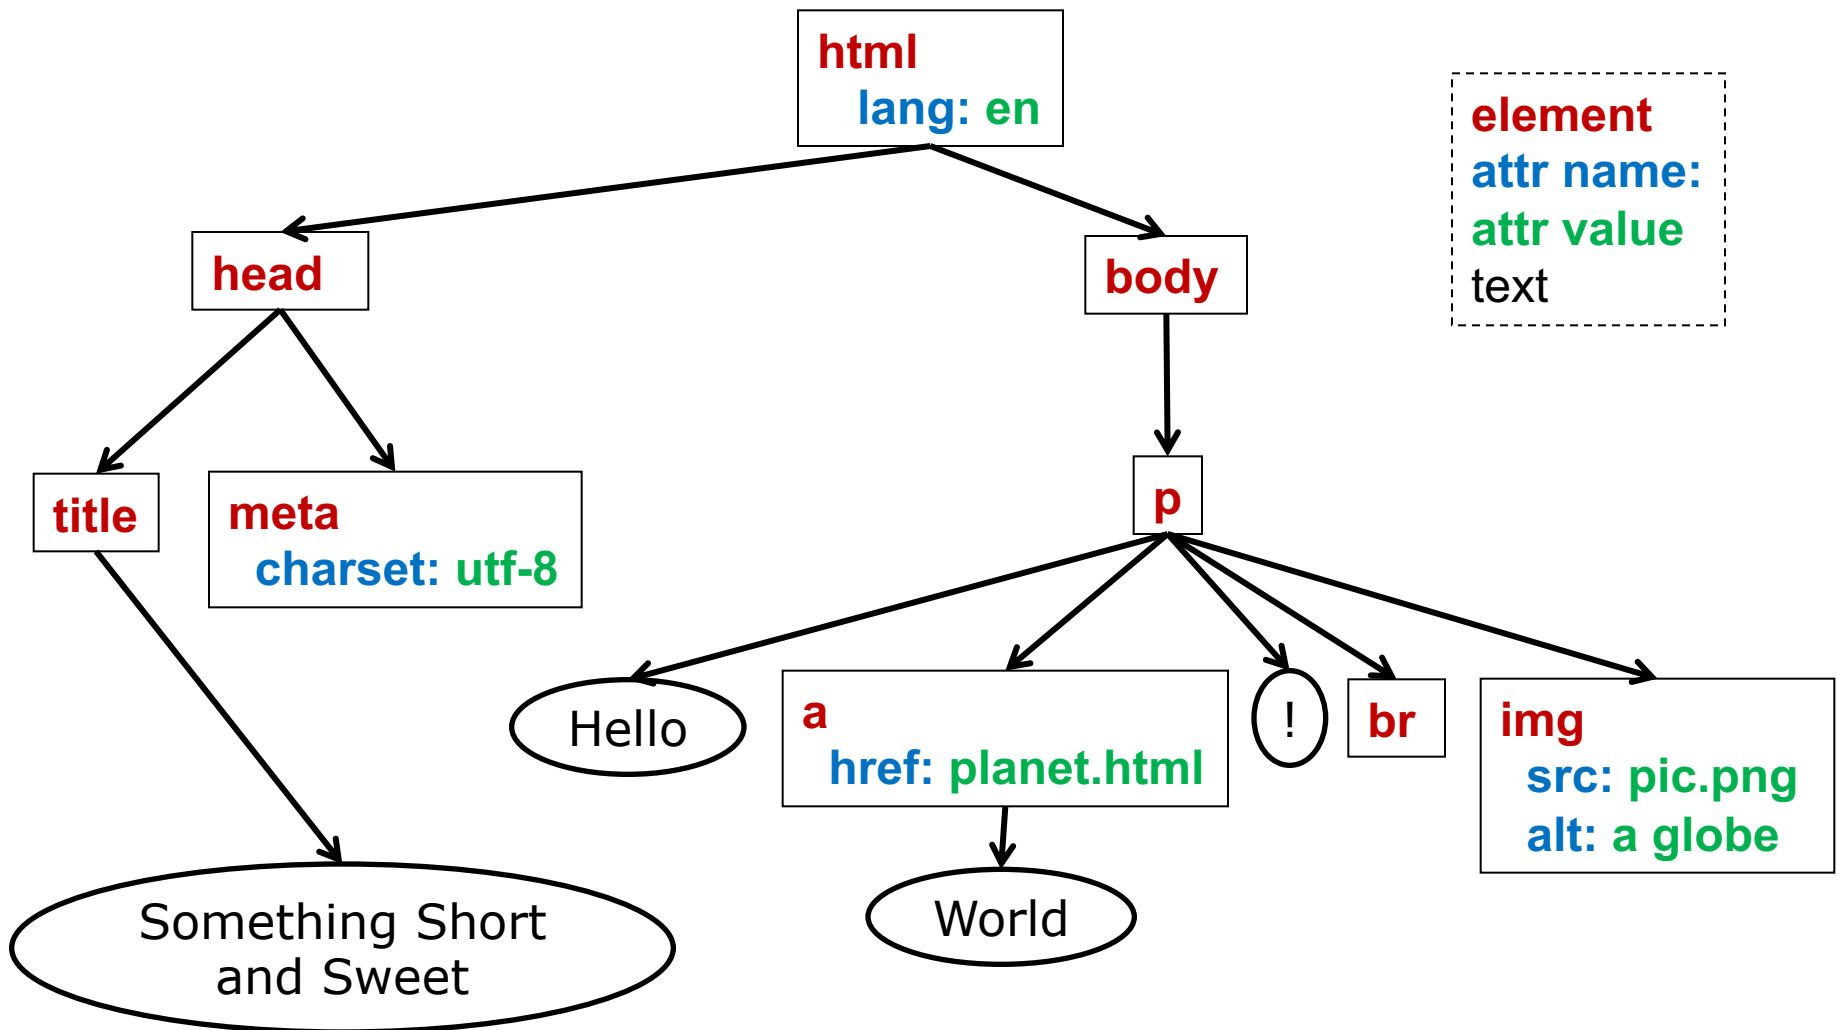 html
lang: en
element
attr name:
attr value
text
head
body
title
meta
charset: utf-8
p
Hello
a
href: planet.html
!
br
img
src: pic.png
alt: a globe
Something Short
and Sweet
World